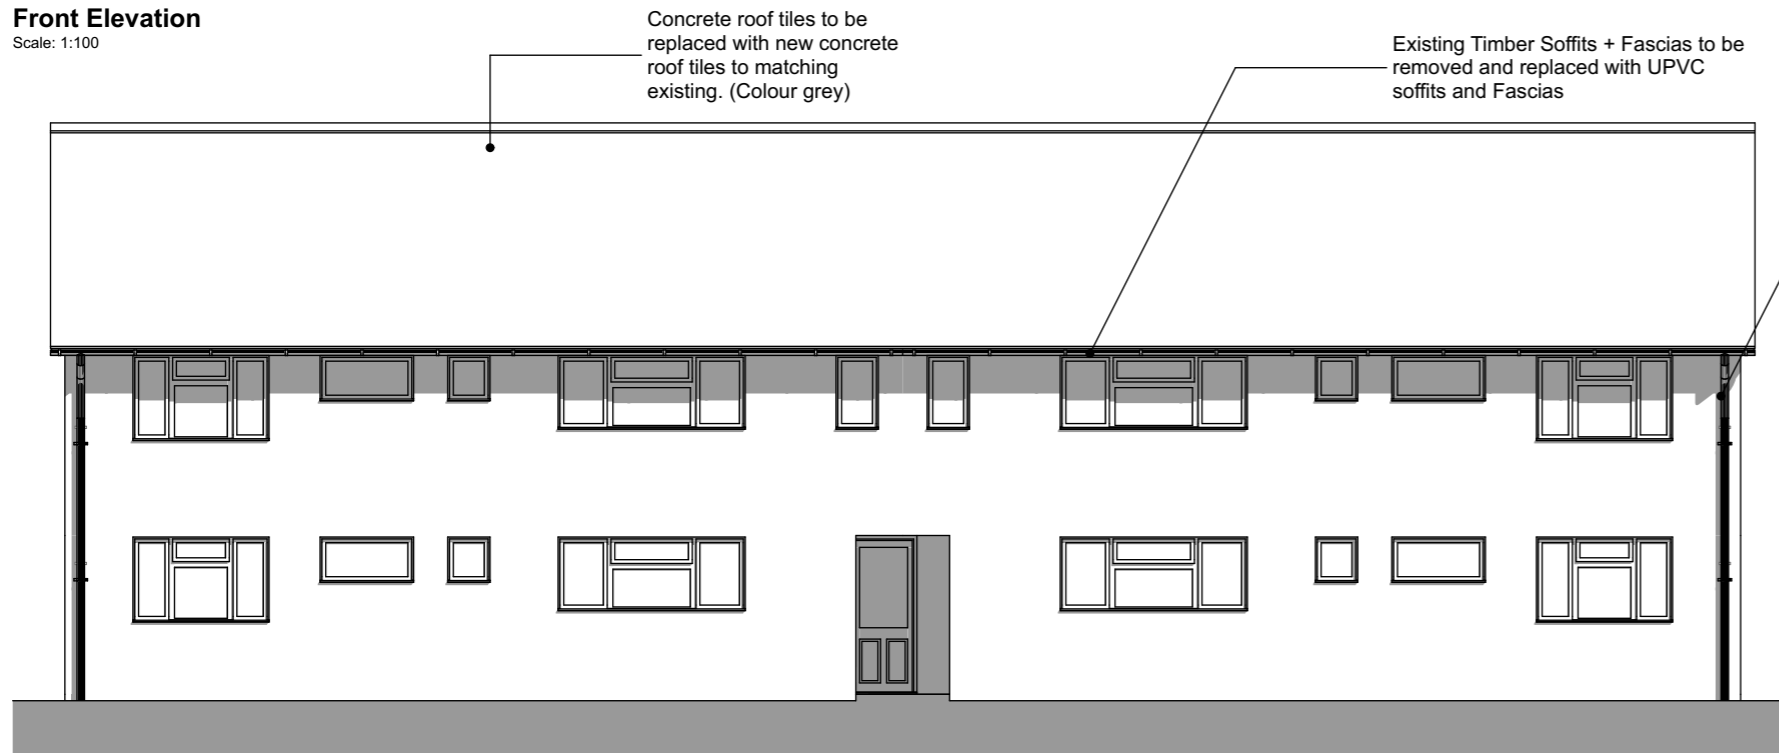 Front Elevation
Scale: 1:100
Concrete roof tiles to be
replaced with new concrete
roof tiles to matching
existing. (Colour grey)
Existing Timber Soffits + Fascias to be
removed and replaced with UPVC
soffits and Fascias